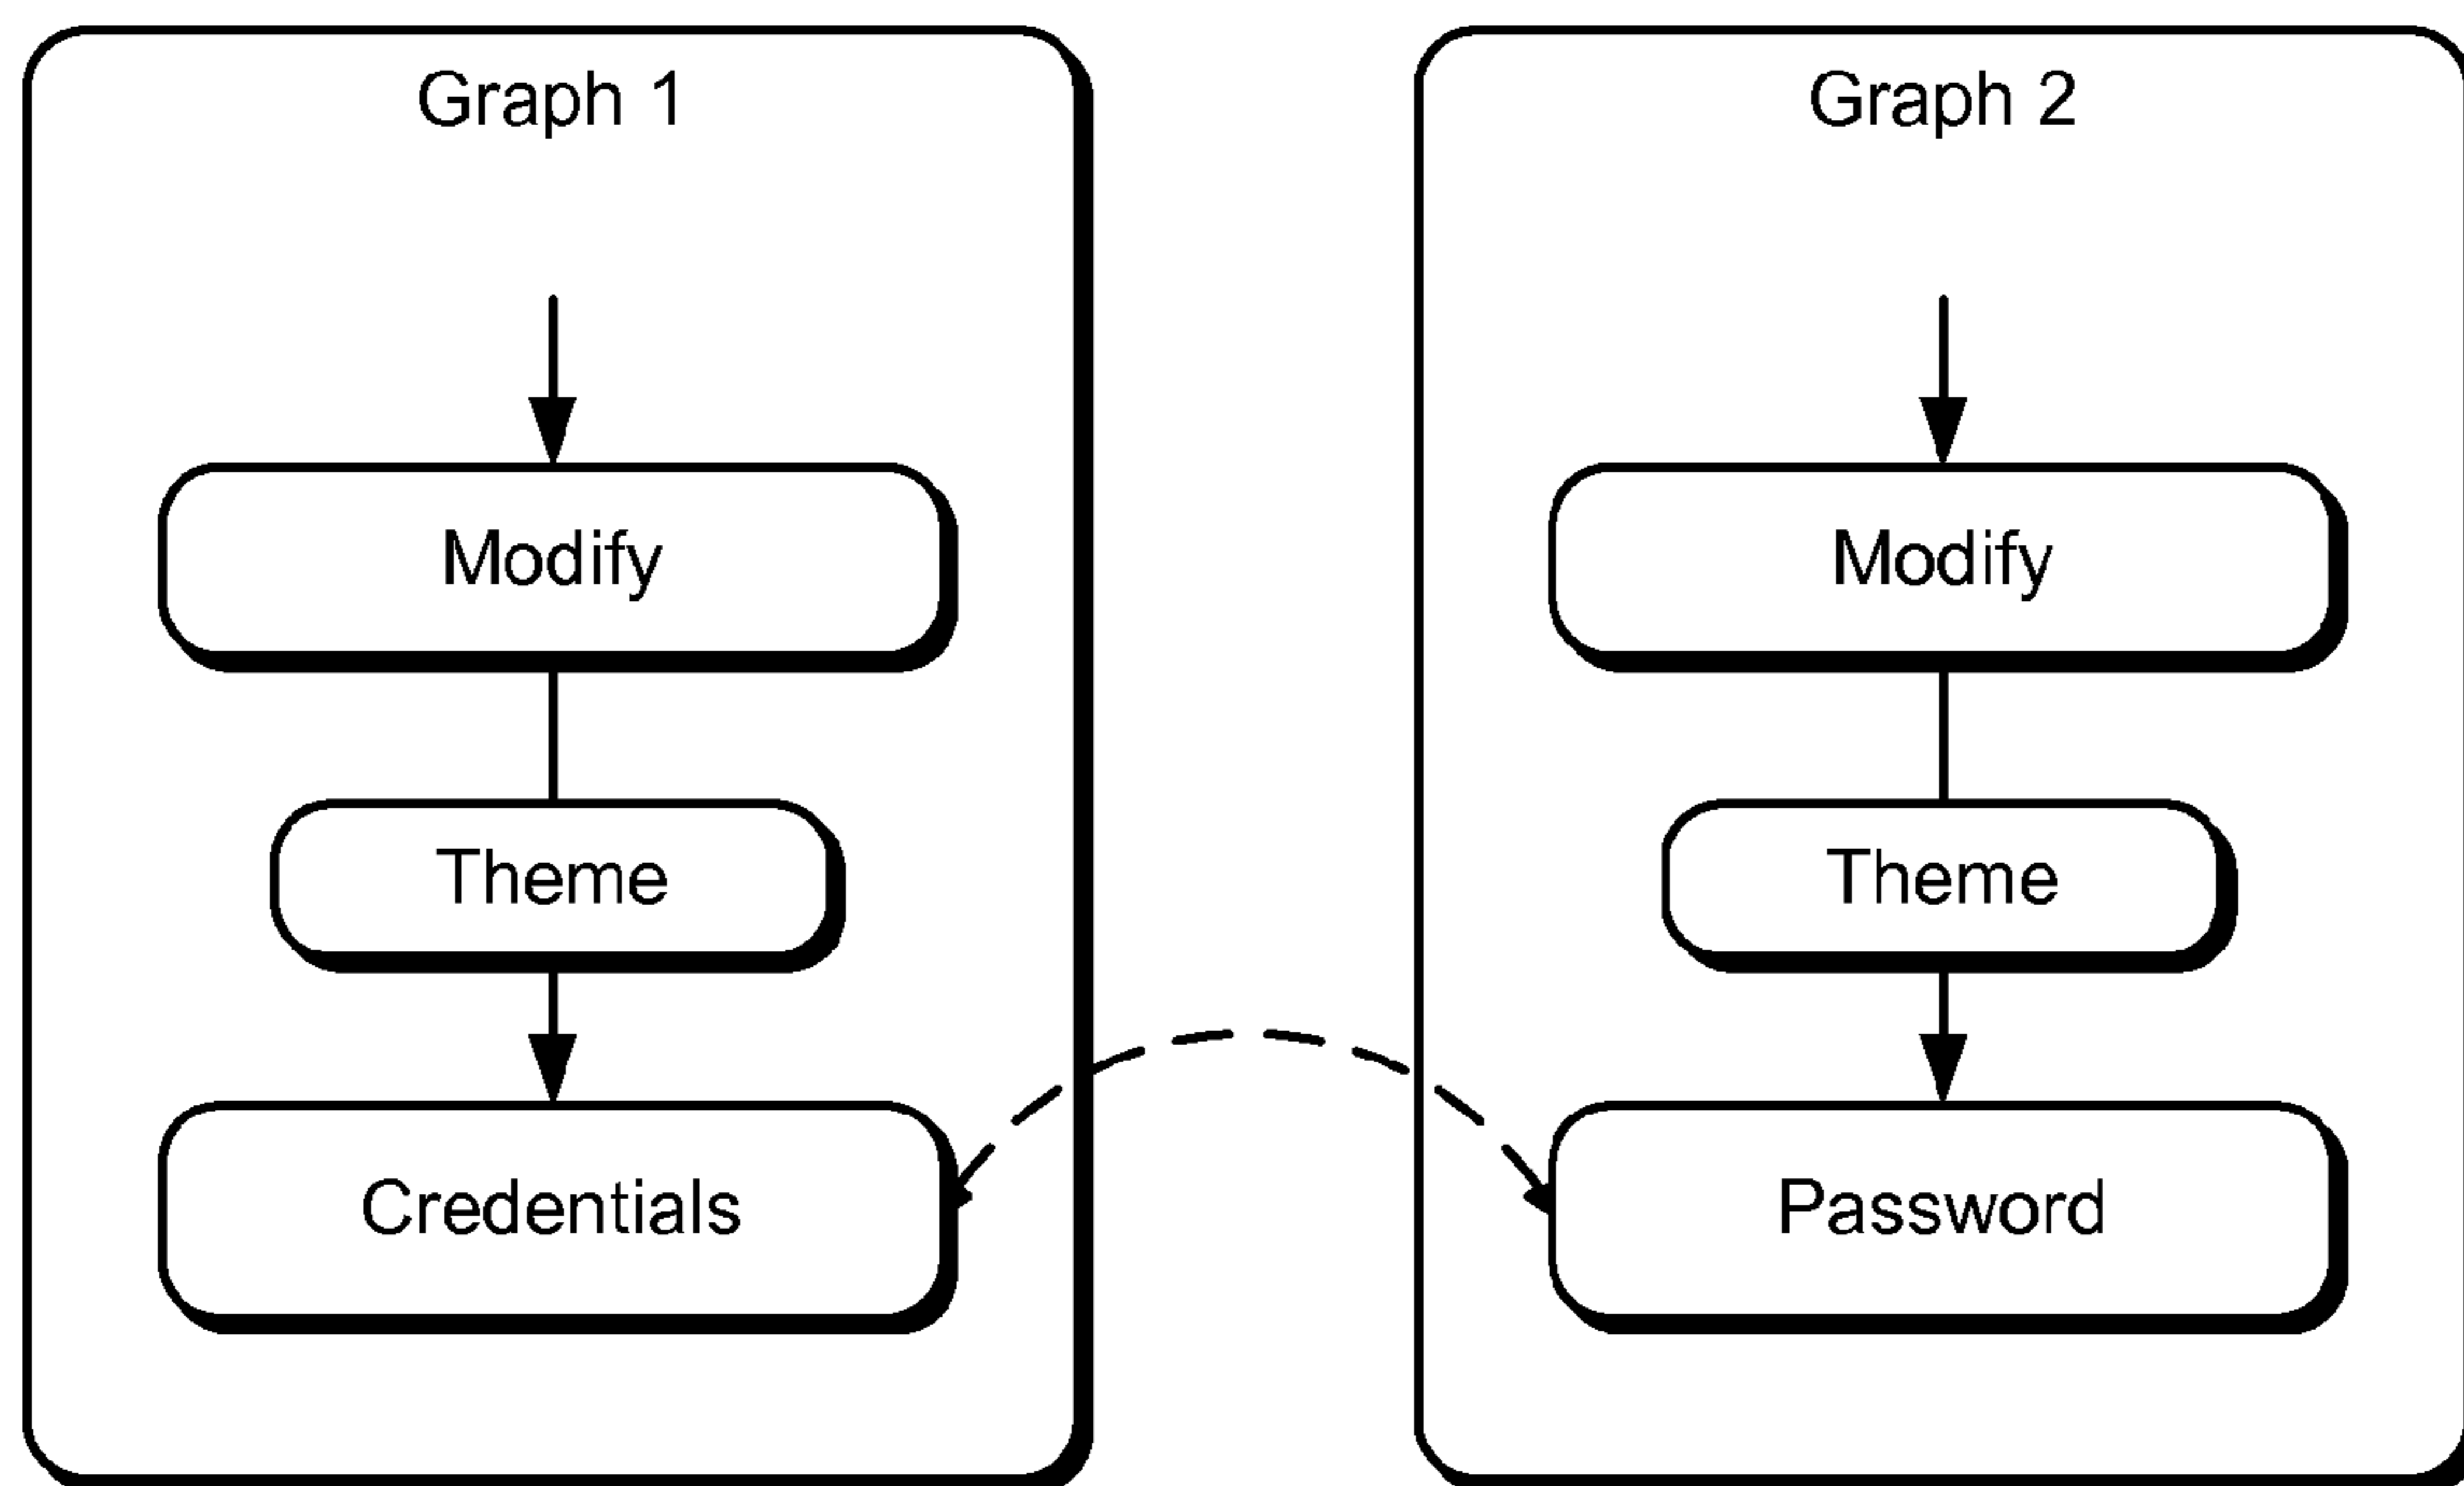 Graph 1
Modify
Theme
Credentials
Graph 2
Modify
Theme
Password